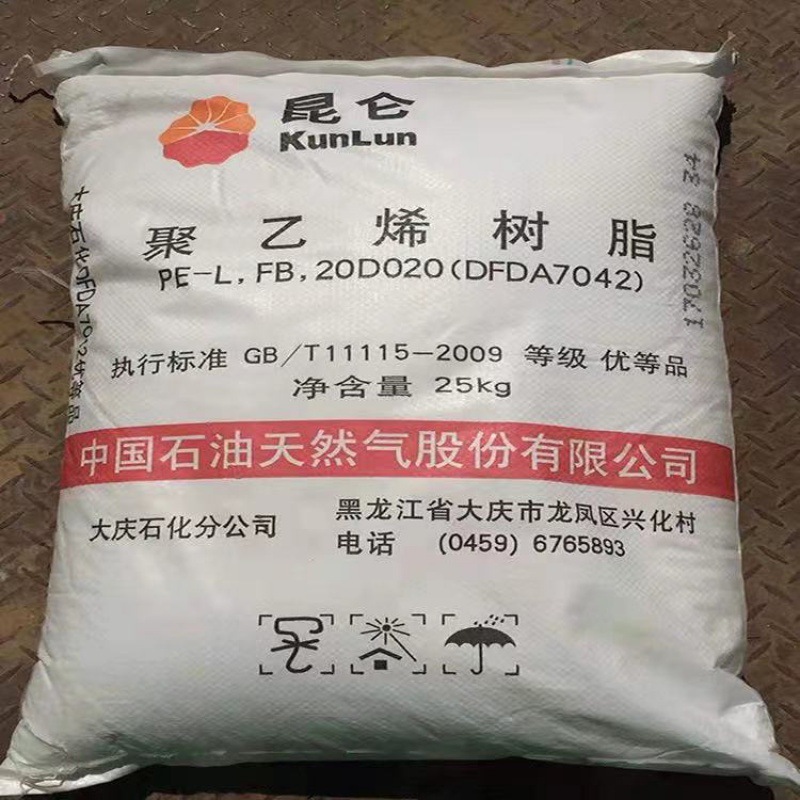 昆仑
KunLun
聚乙烯树脂
PE-L,FB,20D020(DFDA7042)
执行标准 GB/T11115-2009 等级 优等品
净含量 25kg
中国石油天然气股份有限公司
大庆石化分公司
黑龙江省大庆市龙凤区兴化村
电话 (0459) 6765893